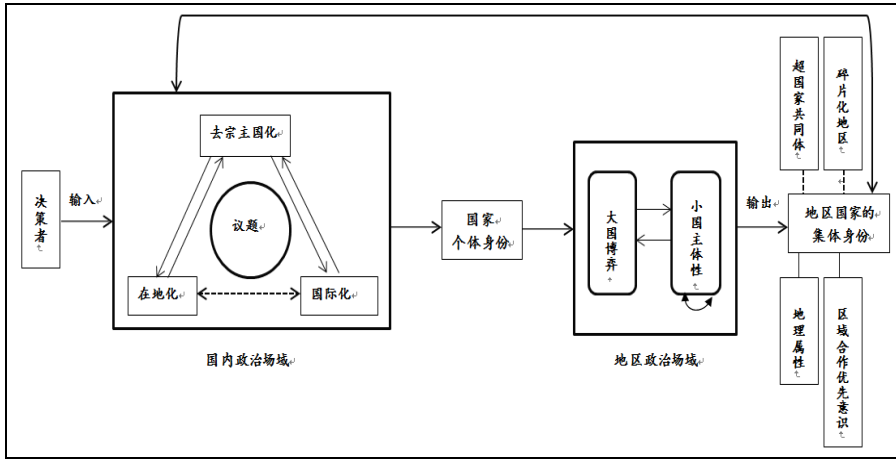 决策者
输入
去宗主国化
议题
在地化
国际化
国内政治场域
国家
个体身份
大国博弈
小国主体性
地区政治场域
输出
超国家共同体
碎片化地区
地区国家的
集体身份
地理属性
区域合作优先意识